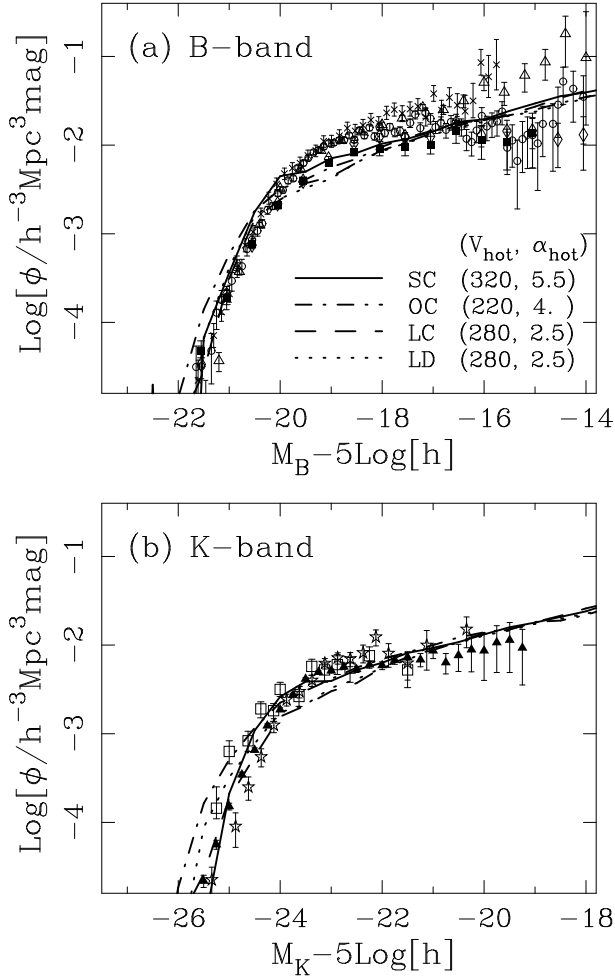 (a) B-band
-1
-2
-3
-4
Log[ϕ/h⁻³Mpc³mag]
(V_hot, α_hot)
SC (320, 5.5)
OC (220, 4. )
LC (280, 2.5)
LD (280, 2.5)
-22 -20 -18 -16 -14
M_B-5Log[h]
(b) K-band
-1
-2
-3
-4
Log[ϕ/h⁻³Mpc³mag]
-26 -24 -22 -20 -18
M_K-5Log[h]